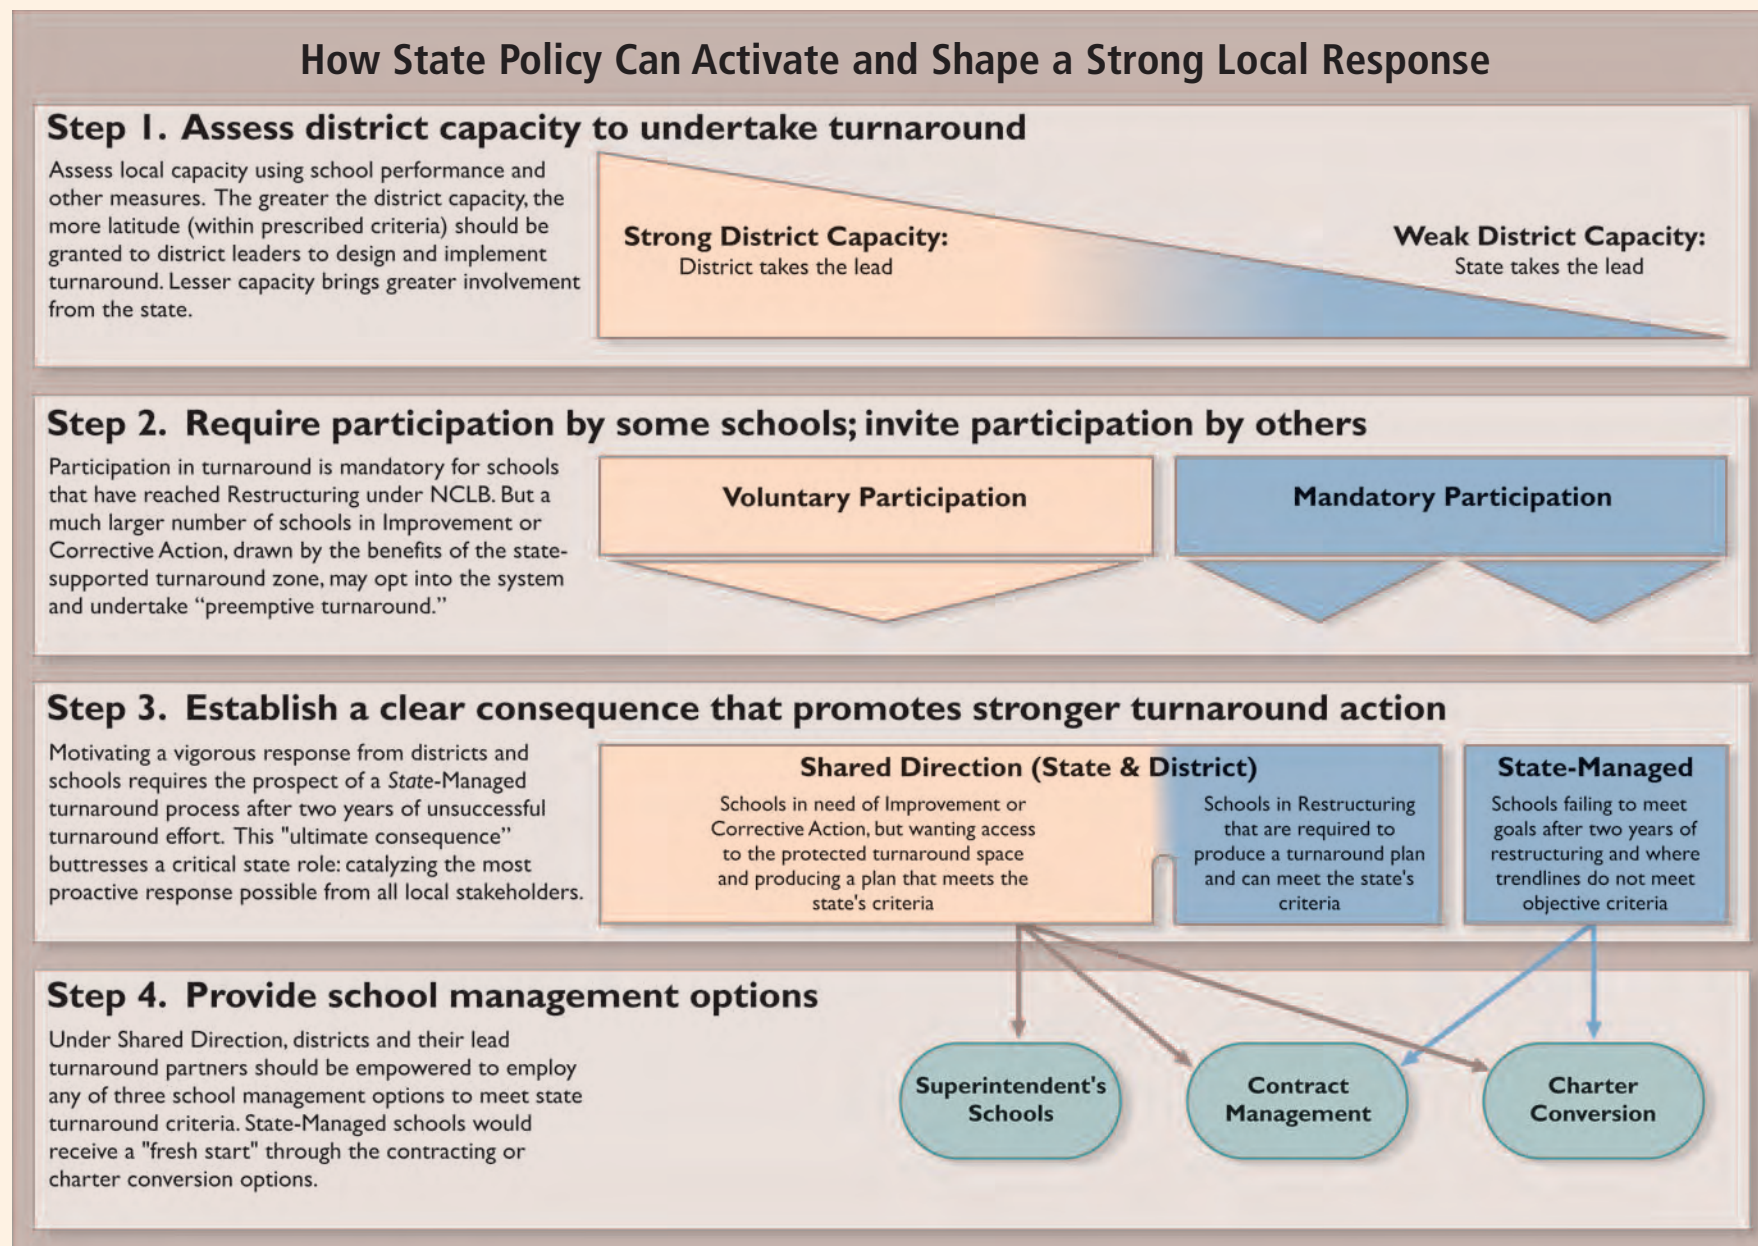 How State Policy Can Activate and Shape a Strong Local Response
Step 1. Assess district capacity to undertake turnaround
Assess local capacity using school performance and
other measures. The greater the district capacity, the
more latitude (within prescribed criteria) should be
granted to district leaders to design and implement
turnaround. Lesser capacity brings greater involvement
from the state.
Strong District Capacity:
District takes the lead
Weak District Capacity:
State takes the lead
Step 2. Require participation by some schools; invite participation by others
Participation in turnaround is mandatory for schools
that have reached Restructuring under NCLB. But a
much larger number of schools in Improvement or
Corrective Action, drawn by the benefits of the state-
supported turnaround zone, may opt into the system
and undertake “preemptive turnaround.”
Voluntary Participation
Mandatory Participation
Step 3. Establish a clear consequence that promotes stronger turnaround action
Motivating a vigorous response from districts and
schools requires the prospect of a State-Managed
turnaround process after two years of unsuccessful
turnaround effort. This "ultimate consequence”
buttresses a critical state role: catalyzing the most
proactive response possible from all local stakeholders.
Shared Direction (State & District)
Schools in need of Improvement or
Corrective Action, but wanting access
to the protected turnaround space
and producing a plan that meets the
state's criteria
Schools in Restructuring
that are required to
produce a turnaround plan
and can meet the state's
criteria
State-Managed
Schools failing to meet
goals after two years of
restructuring and where
trendlines do not meet
objective criteria
Step 4. Provide school management options
Under Shared Direction, districts and their lead
turnaround partners should be empowered to employ
any of three school management options to meet state
turnaround criteria. State-Managed schools would
receive a "fresh start" through the contracting or
charter conversion options.
Superintendent's
Schools
Contract
Management
Charter
Conversion